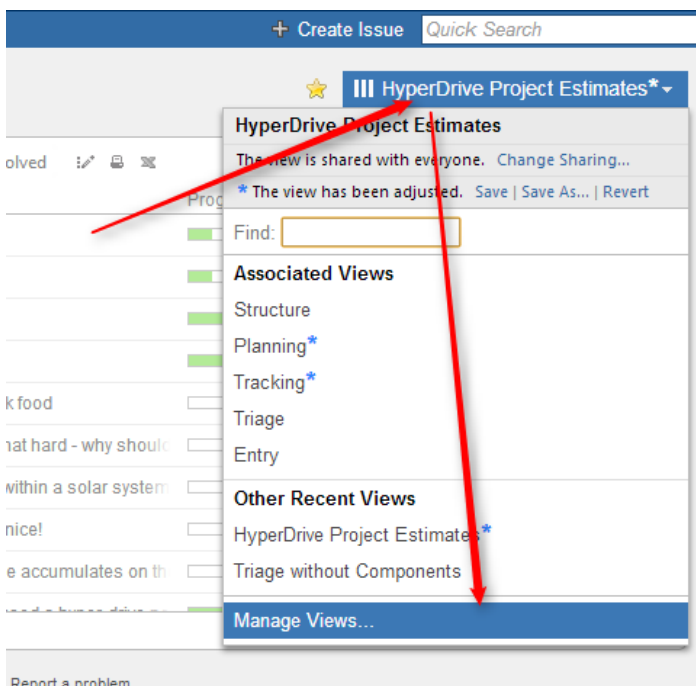 + Create Issue Quick Search
HyperDrive Project Estimates*
HyperDrive Project Estimates
The view is shared with everyone. Change Sharing...
* The view has been adjusted. Save | Save As... | Revert
olved
Prog
Find:
Associated Views
Structure
Planning*
Tracking*
Triage
k food
Entry
hat hard - why should
within a solar system
Other Recent Views
nice!
HyperDrive Project Estimates*
e accumulates on th
Triage without Components
Manage Views...
Report a problem